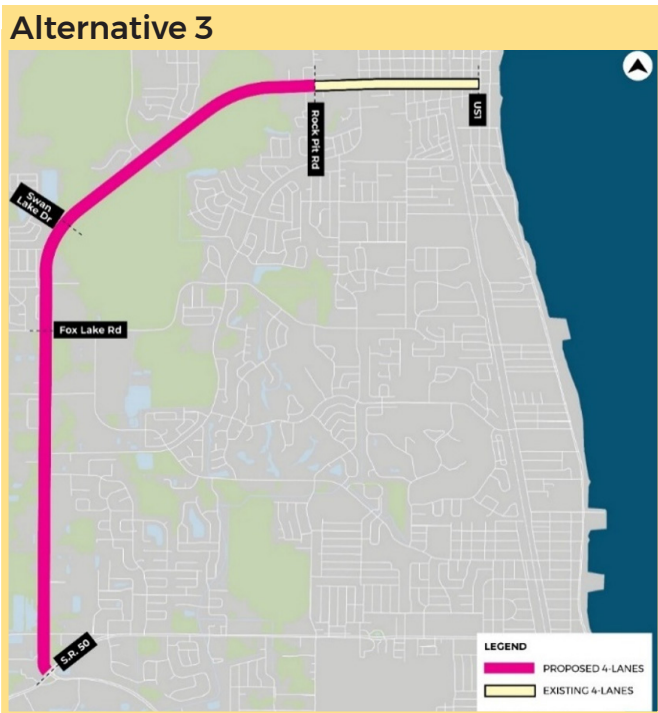 Alternative 3
US1
Rock Pit Rd
Swan
Lake Dr
Fox Lake Rd
S.R. 50
LEGEND
PROPOSED 4-LANES
EXISTING 4-LANES